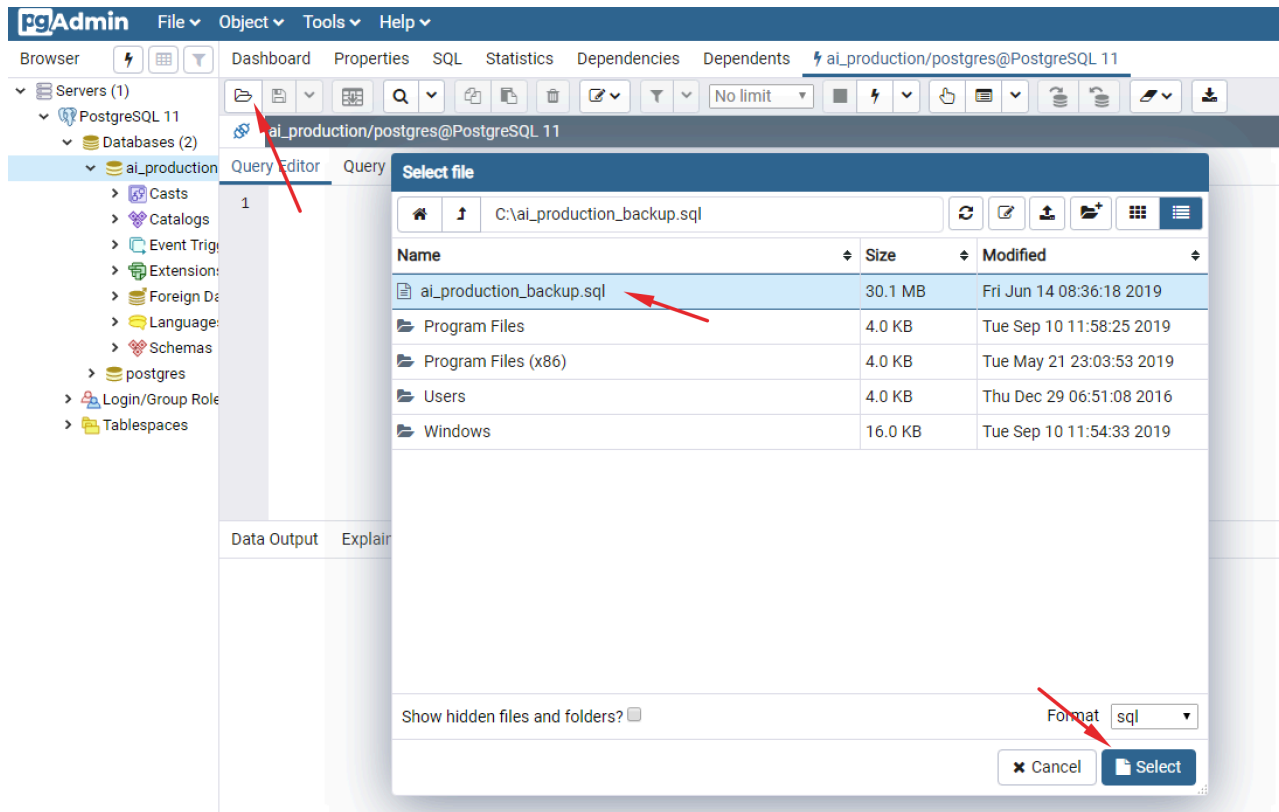 pgAdmin File Object Tools Help
Browser Dashboard Properties SQL Statistics Dependencies Dependents ai_production/postgres@PostgreSQL 11
Servers (1)
No limit
PostgreSQL 11
ai_production/postgres@PostgreSQL 11
Databases (2)
ai_production
Query Editor Query
Select file
Casts
1
C:\ai_production_backup.sql
Catalogs
Event Trig
Name Size Modified
Extensions
ai_production_backup.sql 30.1 MB Fri Jun 14 08:36:18 2019
Foreign Da
Languages
Program Files 4.0 KB Tue Sep 10 11:58:25 2019
Schemas
Program Files (x86) 4.0 KB Tue May 21 23:03:53 2019
postgres
Login/Group Role
Users 4.0 KB Thu Dec 29 06:51:08 2016
Tablespaces
Windows 16.0 KB Tue Sep 10 11:54:33 2019
Data Output Explain
Show hidden files and folders? Format sql
Cancel Select